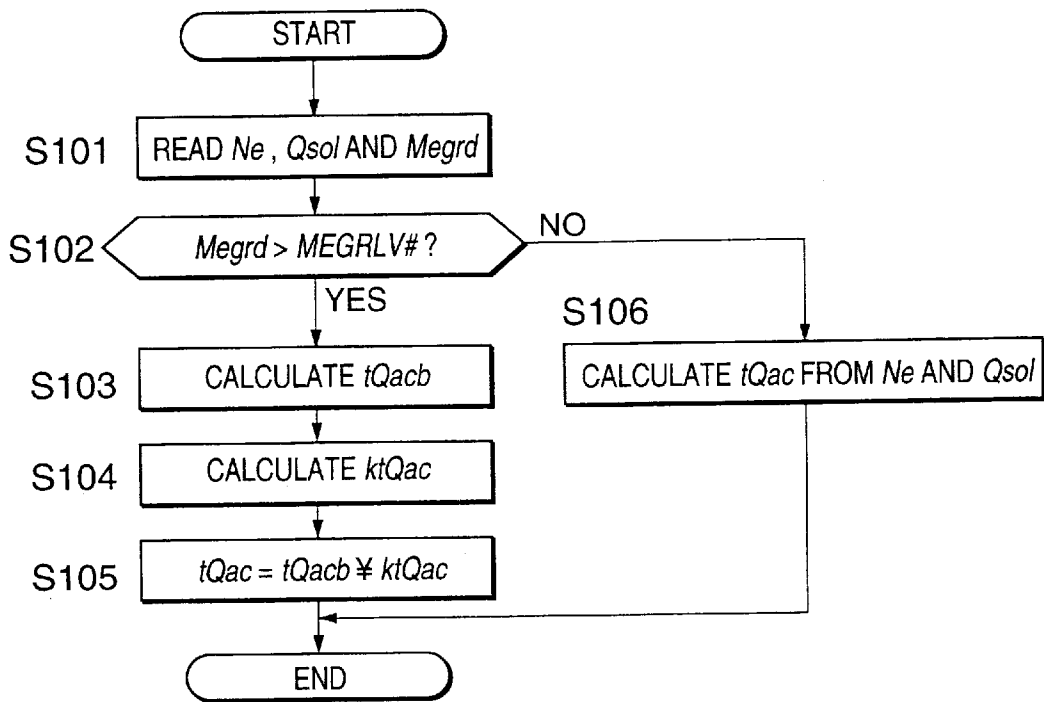 START
S101
READ Ne , Qsol AND Megrd
S102
Megrd > MEGRLV# ?
NO
YES
S106
S103
CALCULATE tQacb
CALCULATE tQac FROM Ne AND Qsol
S104
CALCULATE ktQac
S105
tQac = tQacb ¥ ktQac
END